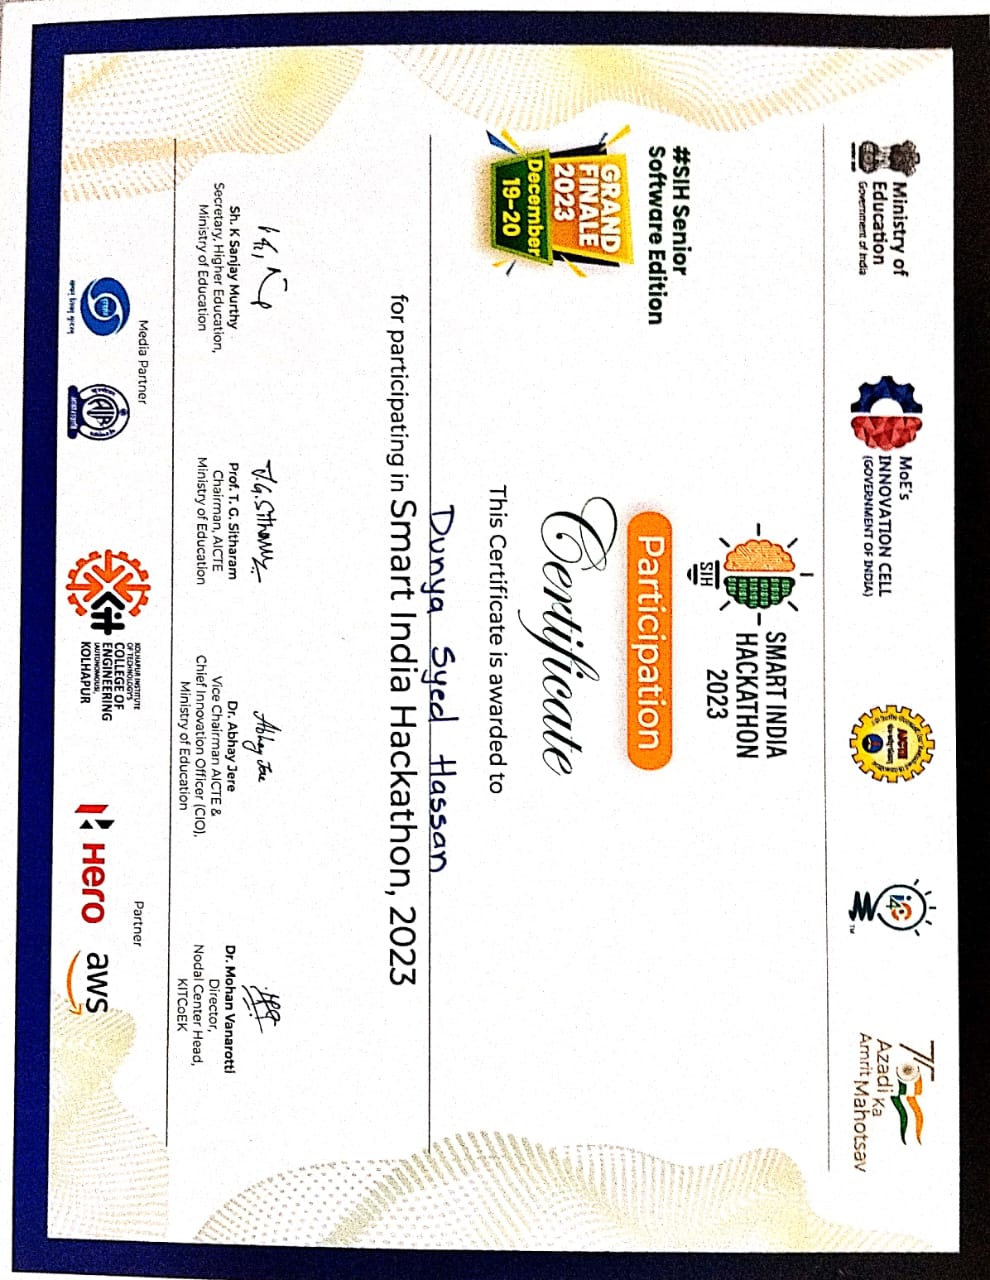 Ministry of
Education
Government of India
MoE's
INNOVATION CELL
(GOVERNMENT OF INDIA)
AICTE
Azadi Ka
Amrit Mahotsav
#SIH Senior
Software Edition
GRAND
FINALE
2023
December
19-20
SIH
SMART INDIA
HACKATHON
2023
Participation
Certificate
This Certificate is awarded to
Dunya Syed Hassan
for participating in Smart India Hackathon, 2023
Sh. K Sanjay Murthy
Secretary, Higher Education,
Ministry of Education
Prof. T. G. Sitharam
Chairman, AICTE
Ministry of Education
Dr. Abhay Jere
Vice Chairman AICTE &
Chief Innovation Officer (CIO),
Ministry of Education
Dr. Mohan Vanarotti
Director,
Nodal Center Head,
KITCoEK
Media Partner
AIR
KIT
KOLHAPUR INSTITUTE
OF TECHNOLOGY'S
COLLEGE OF
ENGINEERING
(AUTONOMOUS),
KOLHAPUR
Partner
Hero
aws